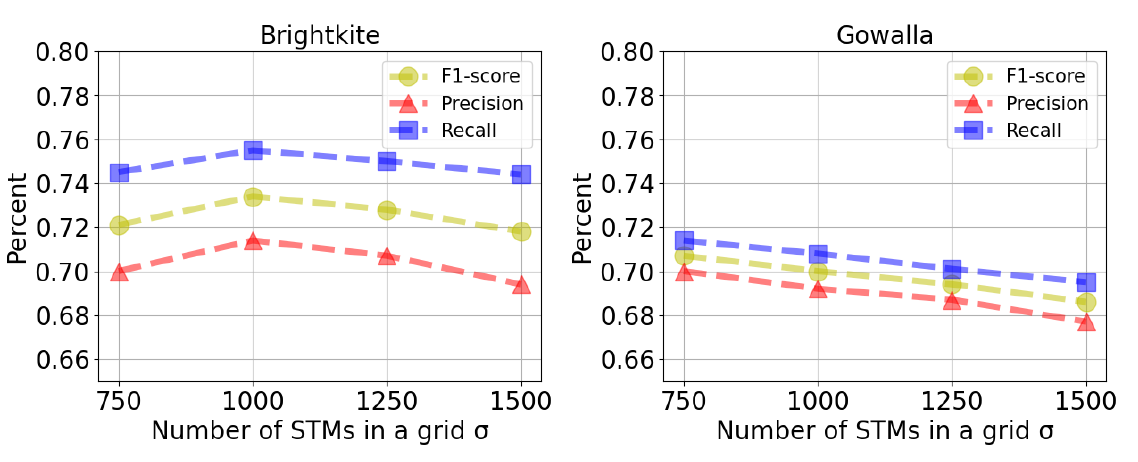 Brightkite
0.80
0.78
0.76
0.74
0.72
0.70
0.68
0.66
Percent
F1-score
Precision
Recall
750 1000 1250 1500
Number of STMs in a grid σ
Gowalla
0.80
0.78
0.76
0.74
0.72
0.70
0.68
0.66
Percent
F1-score
Precision
Recall
750 1000 1250 1500
Number of STMs in a grid σ